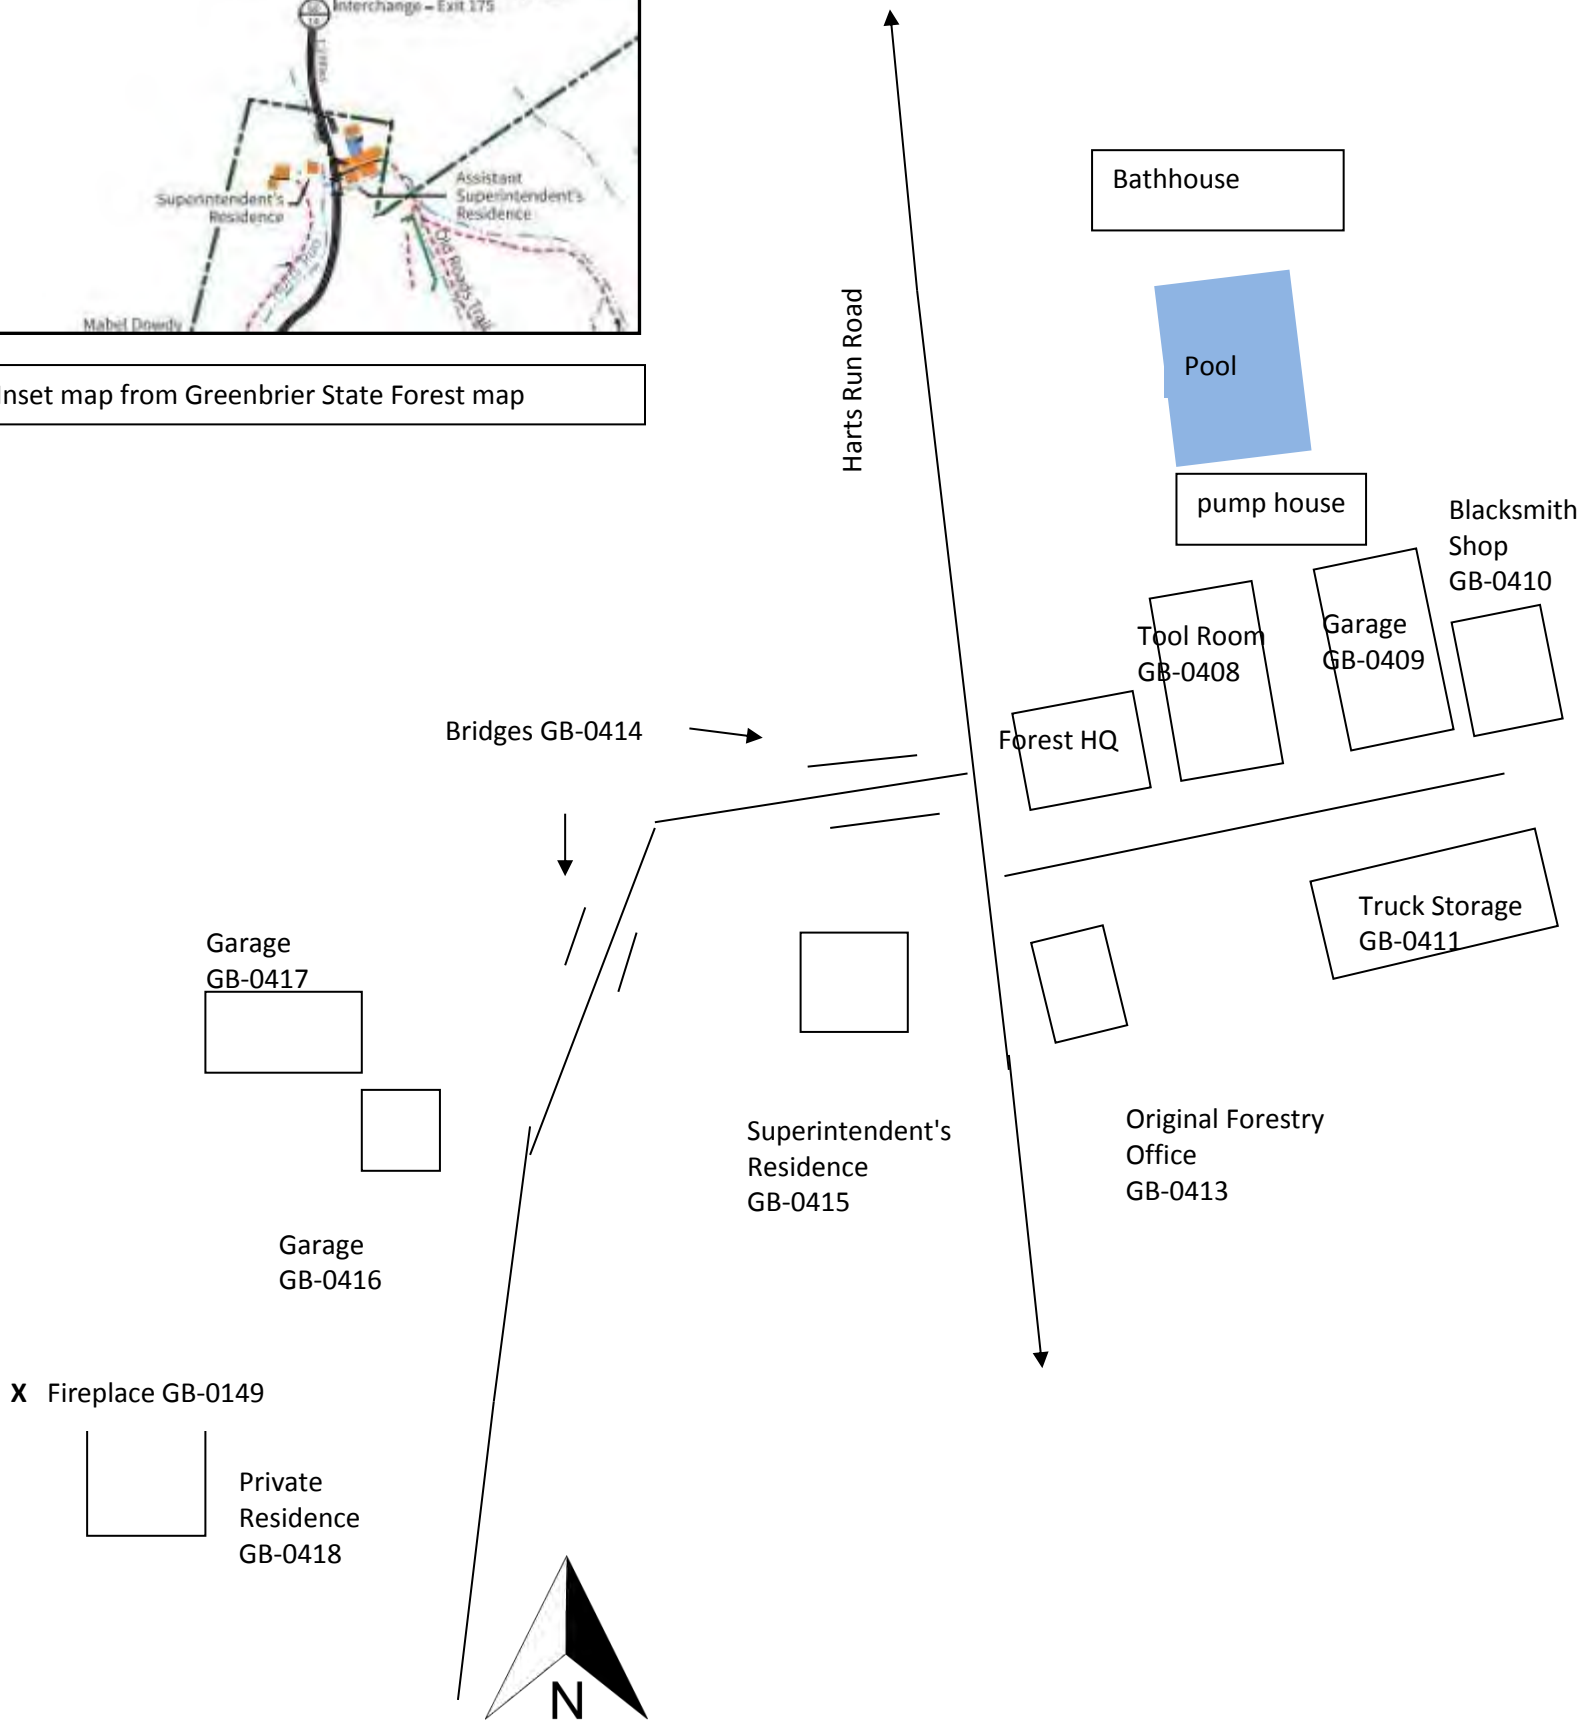 Interchange – Exit 175
Superintendent's
Residence
Assistant
Superintendent's
Residence
Old Roads Trail
Mabel Dowdy
Inset map from Greenbrier State Forest map
Harts Run Road
Bathhouse
Pool
pump house
Blacksmith
Shop
GB-0410
Tool Room
GB-0408
Garage
GB-0409
Forest HQ
Bridges GB-0414
Truck Storage
GB-0411
Garage
GB-0417
Superintendent's
Residence
GB-0415
Original Forestry
Office
GB-0413
Garage
GB-0416
X Fireplace GB-0149
Private
Residence
GB-0418
N